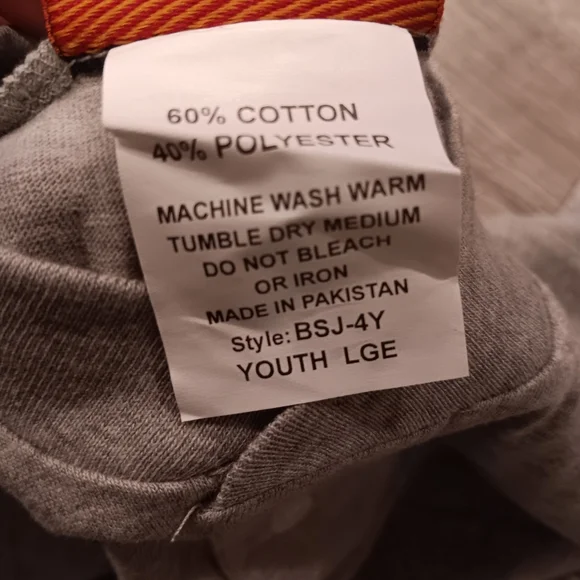 60% COTTON
40% POLYESTER
MACHINE WASH WARM
TUMBLE DRY MEDIUM
DO NOT BLEACH
OR IRON
MADE IN PAKISTAN
Style: BSJ-4Y
YOUTH LGE